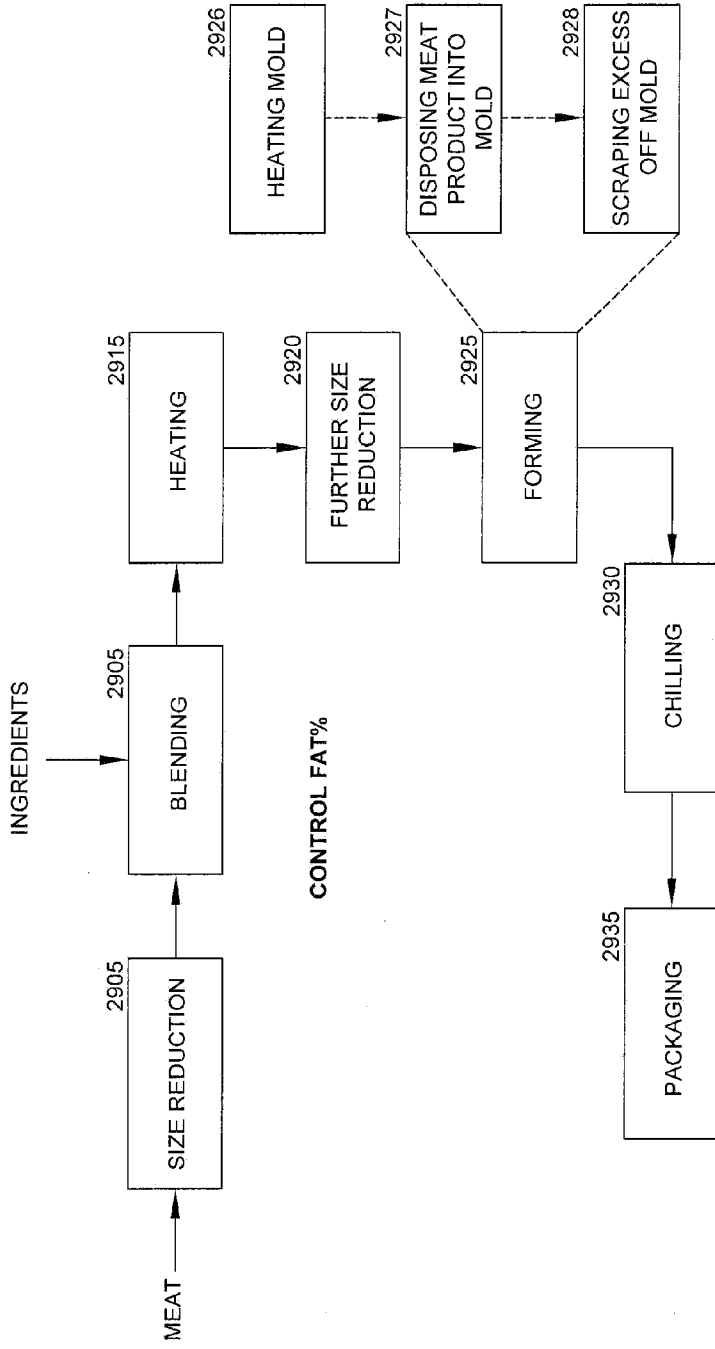 INGREDIENTS
MEAT
2905
SIZE REDUCTION
2905
BLENDING
2915
HEATING
CONTROL FAT%
2920
FURTHER SIZE
REDUCTION
2925
FORMING
2926
HEATING MOLD
2927
DISPOSING MEAT
PRODUCT INTO
MOLD
2928
SCRAPING EXCESS
OFF MOLD
2930
CHILLING
2935
PACKAGING